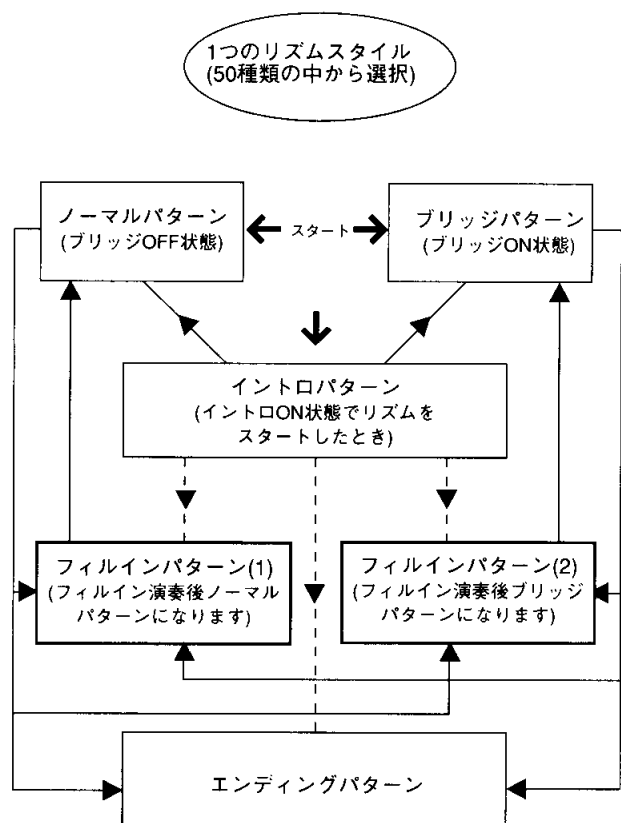 1つのリズムスタイル
(50種類の中から選択)
ノーマルパターン
(ブリッジOFF状態)
スタート
ブリッジパターン
(ブリッジON状態)
イントロパターン
(イントロON状態でリズムを
スタートしたとき)
フィルインパターン(1)
(フィルイン演奏後ノーマル
パターンになります)
フィルインパターン(2)
(フィルイン演奏後ブリッジ
パターンになります)
エンディングパターン